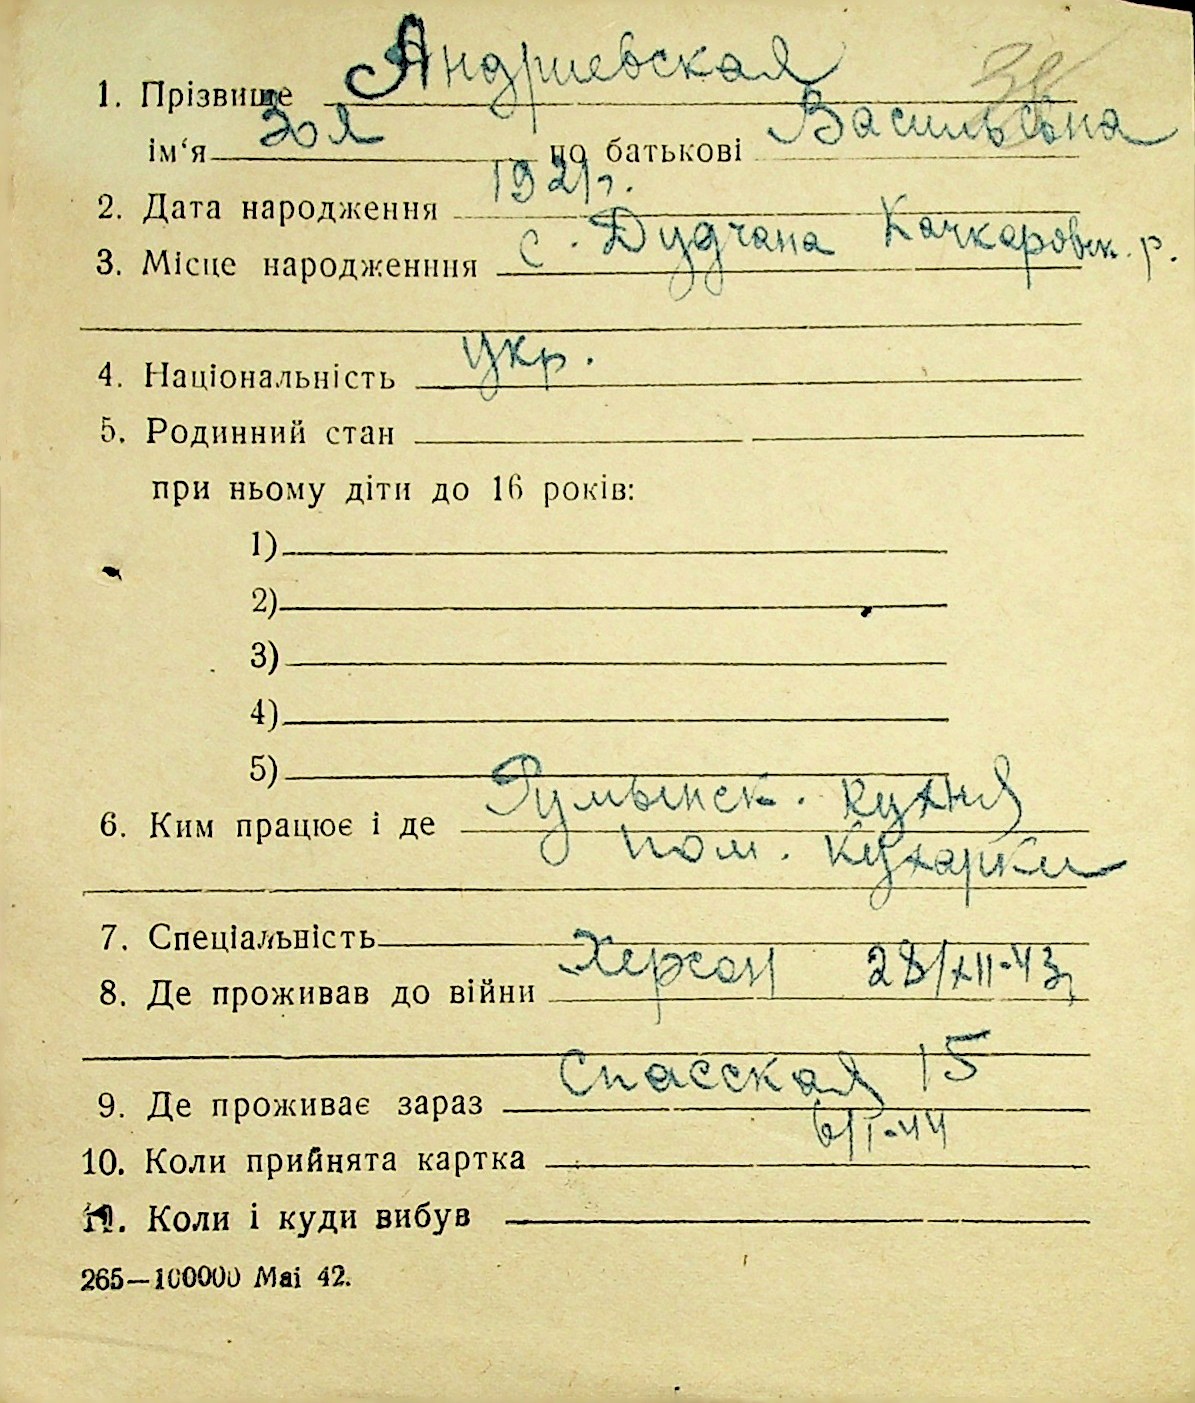 1. Прізвище Андриевская
ім‘я Зоя по батькові Васильевна
2. Дата народження 1921 г.
3. Місце народженння с. Дудчана Качкаровск. р.
4. Національність укр.
5. Родинний стан
при ньому діти до 16 років:
1)
2)
3)
4)
5)
6. Ким працює і де Румынск. кухня
пом. кухарки
7. Спеціальність
8. Де проживав до війни Херсон 28/XII-43
9. Де проживає зараз Спасская 15
10. Коли прийнята картка 6/I-44
11. Коли і куди вибув
265—100000 Mai 42.